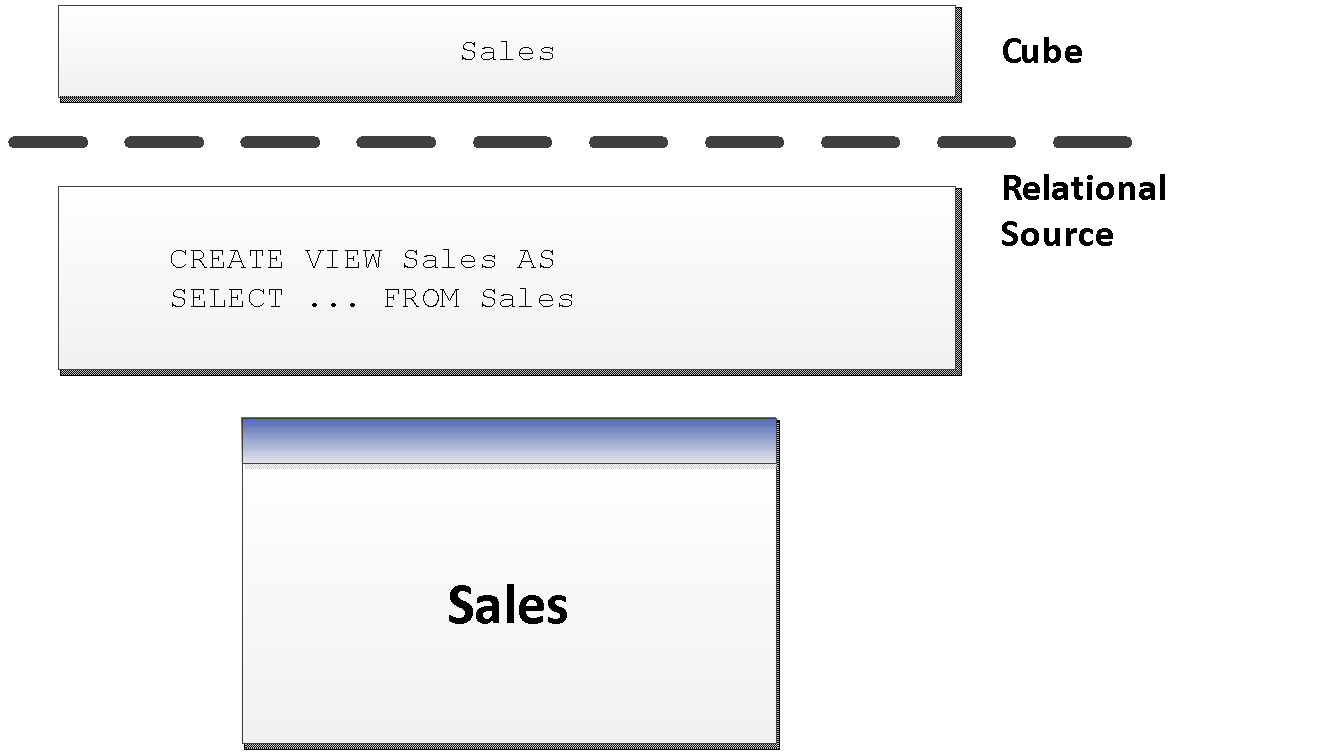 Sales
Cube
Relational
Source
CREATE VIEW Sales AS
SELECT ... FROM Sales
Sales